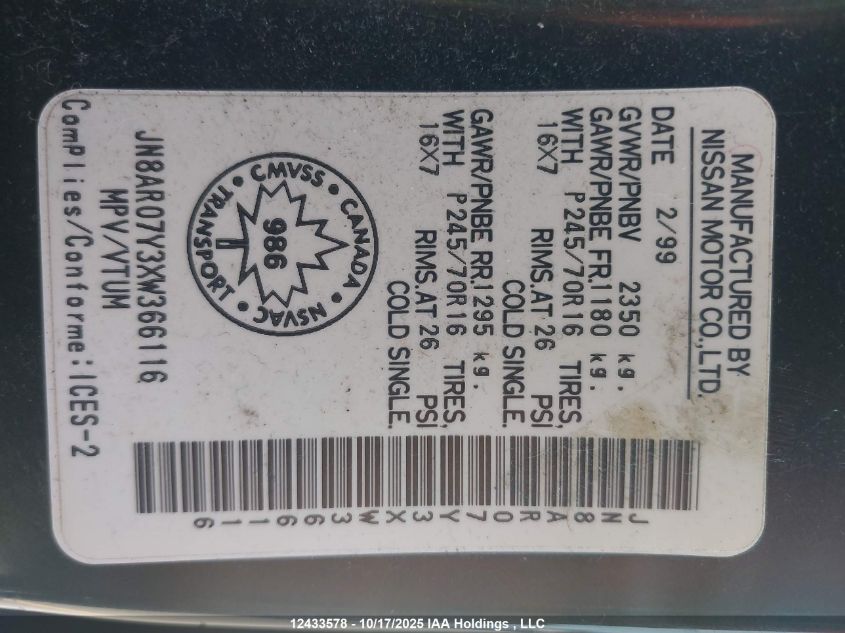 MANUFACTURED BY
NISSAN MOTOR CO.,LTD.
DATE 2/99
GVWR/PNBV 2350 kg.
GAWR/PNBE FR.1180 kg.
WITH P245/70R16 TIRES,
16X7 RIMS.AT 26 PSI
COLD SINGLE.
GAWR/PNBE RR.1295 kg.
WITH P245/70R16 TIRES,
16X7 RIMS.AT 26 PSI
COLD SINGLE.
CMVSS • CANADA • NSVAC • TRANSPORT •
986
JN8AR07Y3XW366116
MPV/VTUM
ComPlies/Conforme:ICES-2
JN8AR07Y3XW366116
12433578 - 10/17/2025 IAA Holdings , LLC